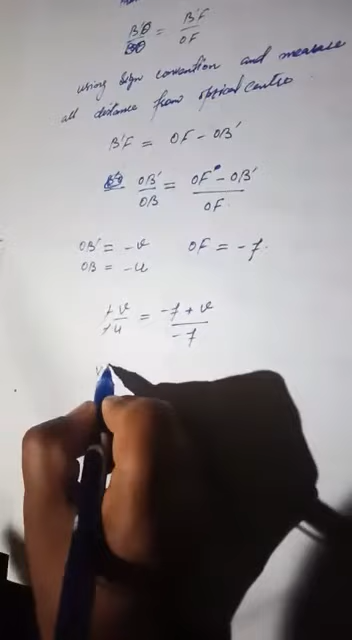 B'O/BO = B'F/OF
using sign convention and measure
all distance from optical centre.
B'F = OF - OB'
OB'/OB = OF - OB'/OF.
OB' = -v OF = -f.
OB = -u
-v/-u = -f + v/-f